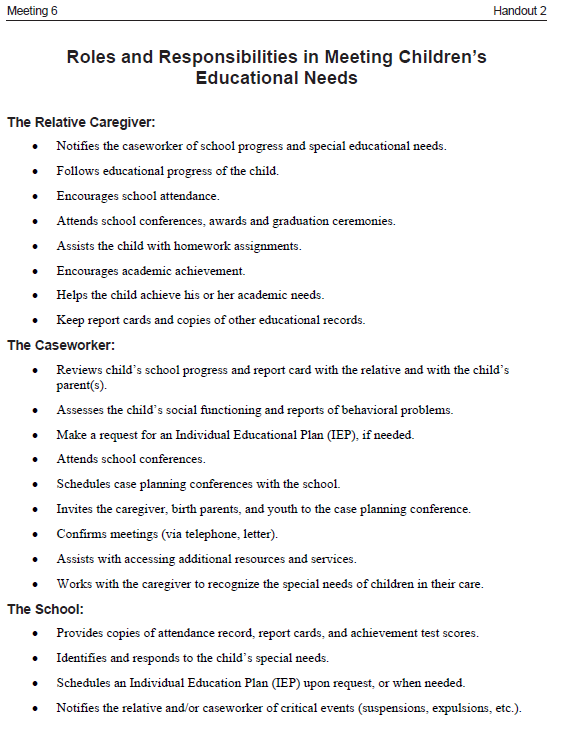 Meeting 6 Handout 2
Roles and Responsibilities in Meeting Children's
Educational Needs
The Relative Caregiver:
• Notifies the caseworker of school progress and special educational needs.
• Follows educational progress of the child.
• Encourages school attendance.
• Attends school conferences, awards and graduation ceremonies.
• Assists the child with homework assignments.
• Encourages academic achievement.
• Helps the child achieve his or her academic needs.
• Keep report cards and copies of other educational records.
The Caseworker:
• Reviews child's school progress and report card with the relative and with the child's
parent(s).
• Assesses the child's social functioning and reports of behavioral problems.
• Make a request for an Individual Educational Plan (IEP), if needed.
• Attends school conferences.
• Schedules case planning conferences with the school.
• Invites the caregiver, birth parents, and youth to the case planning conference.
• Confirms meetings (via telephone, letter).
• Assists with accessing additional resources and services.
• Works with the caregiver to recognize the special needs of children in their care.
The School:
• Provides copies of attendance record, report cards, and achievement test scores.
• Identifies and responds to the child's special needs.
• Schedules an Individual Education Plan (IEP) upon request, or when needed.
• Notifies the relative and/or caseworker of critical events (suspensions, expulsions, etc.).